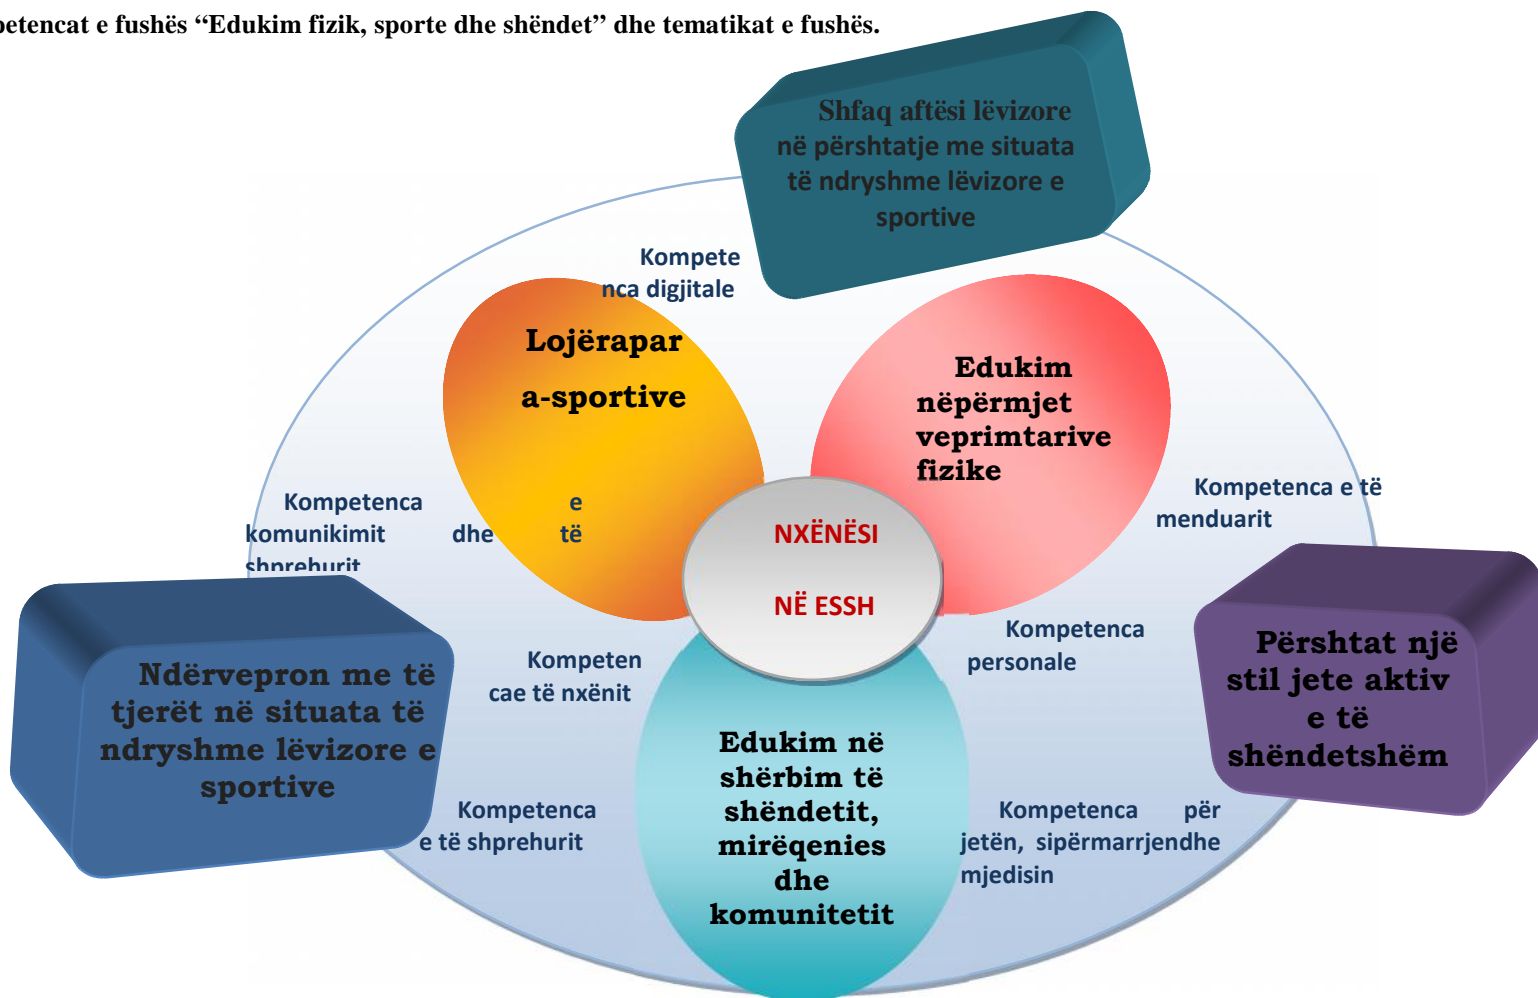 petencat e fushës “Edukim fizik, sporte dhe shëndet” dhe tematikat e fushës.
Shfaq aftësi lëvizore
në përshtatje me situata
të ndryshme lëvizore e
sportive
Kompete
nca digjitale
Lojërapar
a-sportive
Edukim
nëpërmjet
veprimtarive
fizike
Kompetenca e
komunikimit dhe të
shprehurit
Kompetenca e të
menduarit
NXËNËSI
NË ESSH
Ndërvepron me të
tjerët në situata të
ndryshme lëvizore e
sportive
Kompeten
cae të nxënit
Kompetenca
personale
Përshtat një
stil jete aktiv
e të
shëndetshëm
Kompetenca
e të shprehurit
Edukim në
shërbim të
shëndetit,
mirëqenies
dhe
komunitetit
Kompetenca për
jetën, sipërmarrjendhe
mjedisin